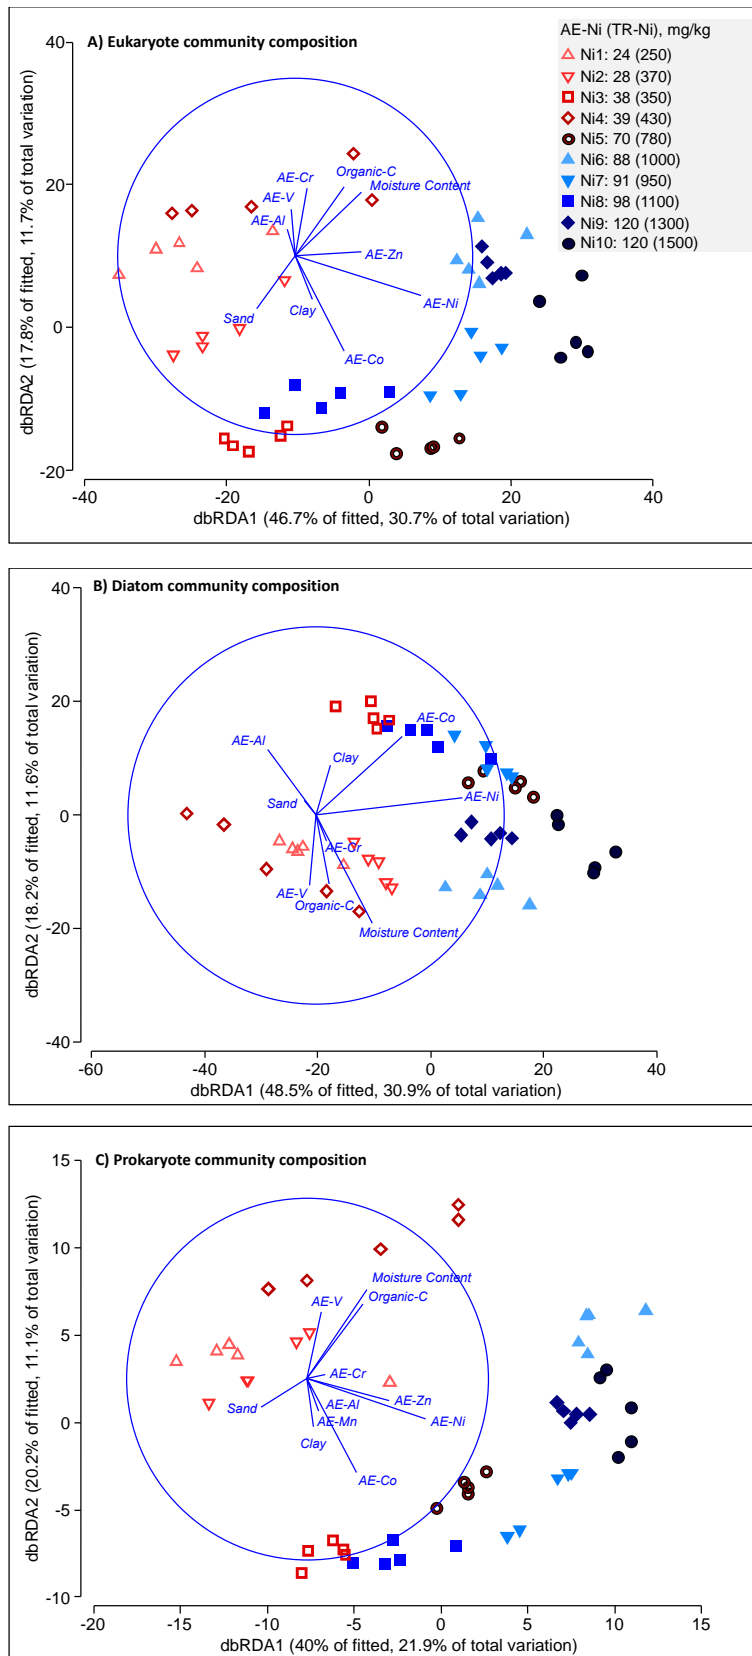 A) Eukaryote community composition
AE-Ni (TR-Ni), mg/kg
Ni1: 24 (250)
Ni2: 28 (370)
Ni3: 38 (350)
Ni4: 39 (430)
Ni5: 70 (780)
Ni6: 88 (1000)
Ni7: 91 (950)
Ni8: 98 (1100)
Ni9: 120 (1300)
Ni10: 120 (1500)
40
20
0
-20
dbRDA2 (17.8% of fitted, 11.7% of total variation)
AE-Cr
Organic-C
Moisture Content
AE-V
AE-Al
AE-Zn
AE-Ni
Sand
Clay
AE-Co
-40
-20
0
20
40
dbRDA1 (46.7% of fitted, 30.7% of total variation)
B) Diatom community composition
40
20
0
-20
-40
dbRDA2 (18.2% of fitted, 11.6% of total variation)
AE-Co
AE-Al
Clay
Sand
AE-Ni
AE-Cr
AE-V
Organic-C
Moisture Content
-60
-40
-20
0
20
40
dbRDA1 (48.5% of fitted, 30.9% of total variation)
C) Prokaryote community composition
15
10
5
0
-5
-10
dbRDA2 (20.2% of fitted, 11.1% of total variation)
Moisture Content
Organic-C
AE-V
AE-Cr
AE-Zn
AE-Al
Sand
AE-Mn
AE-Ni
Clay
AE-Co
-20
-15
-10
-5
0
5
10
15
dbRDA1 (40% of fitted, 21.9% of total variation)